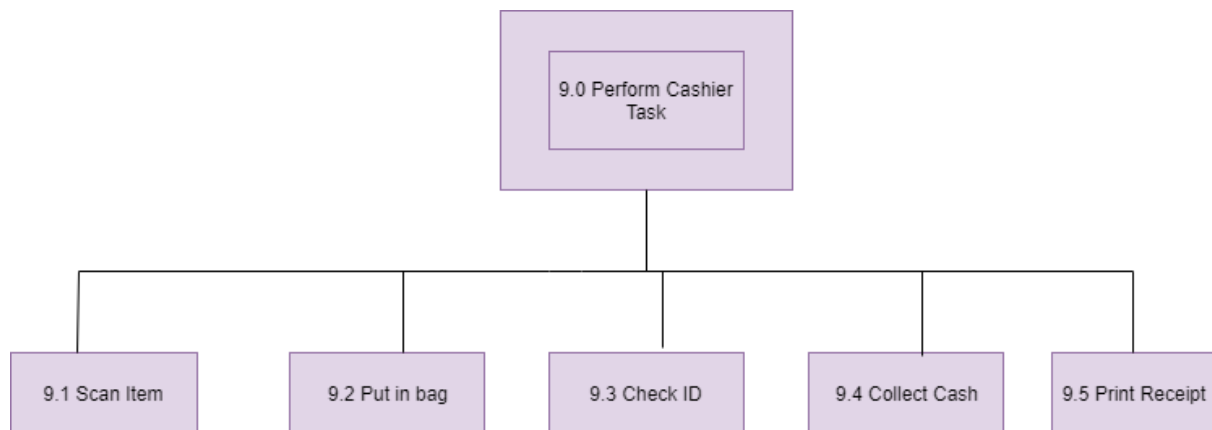 9.0 Perform Cashier
Task
9.1 Scan Item
9.2 Put in bag
9.3 Check ID
9.4 Collect Cash
9.5 Print Receipt